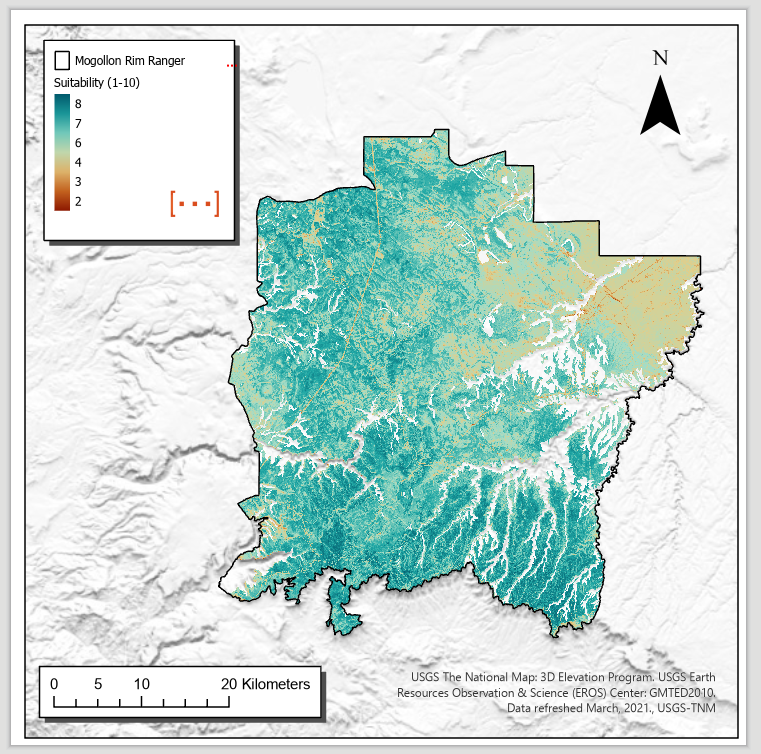 Mogollon Rim Ranger ...
Suitability (1-10)
8
7
6
4
3
2
[...]
N
0 5 10 20 Kilometers
USGS The National Map: 3D Elevation Program. USGS Earth
Resources Observation & Science (EROS) Center: GMTED2010.
Data refreshed March, 2021., USGS-TNM